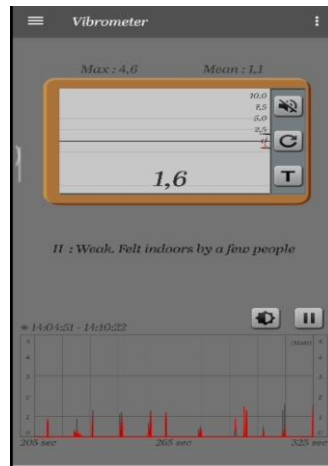 Vibrometer
Max : 4,6 Mean : 1,1
10.0
7,5
5.0
2,5
1,6
T
II : Weak. Felt indoors by a few people
14:04:51 - 14:10:22
205 sec 265 sec 325 sec